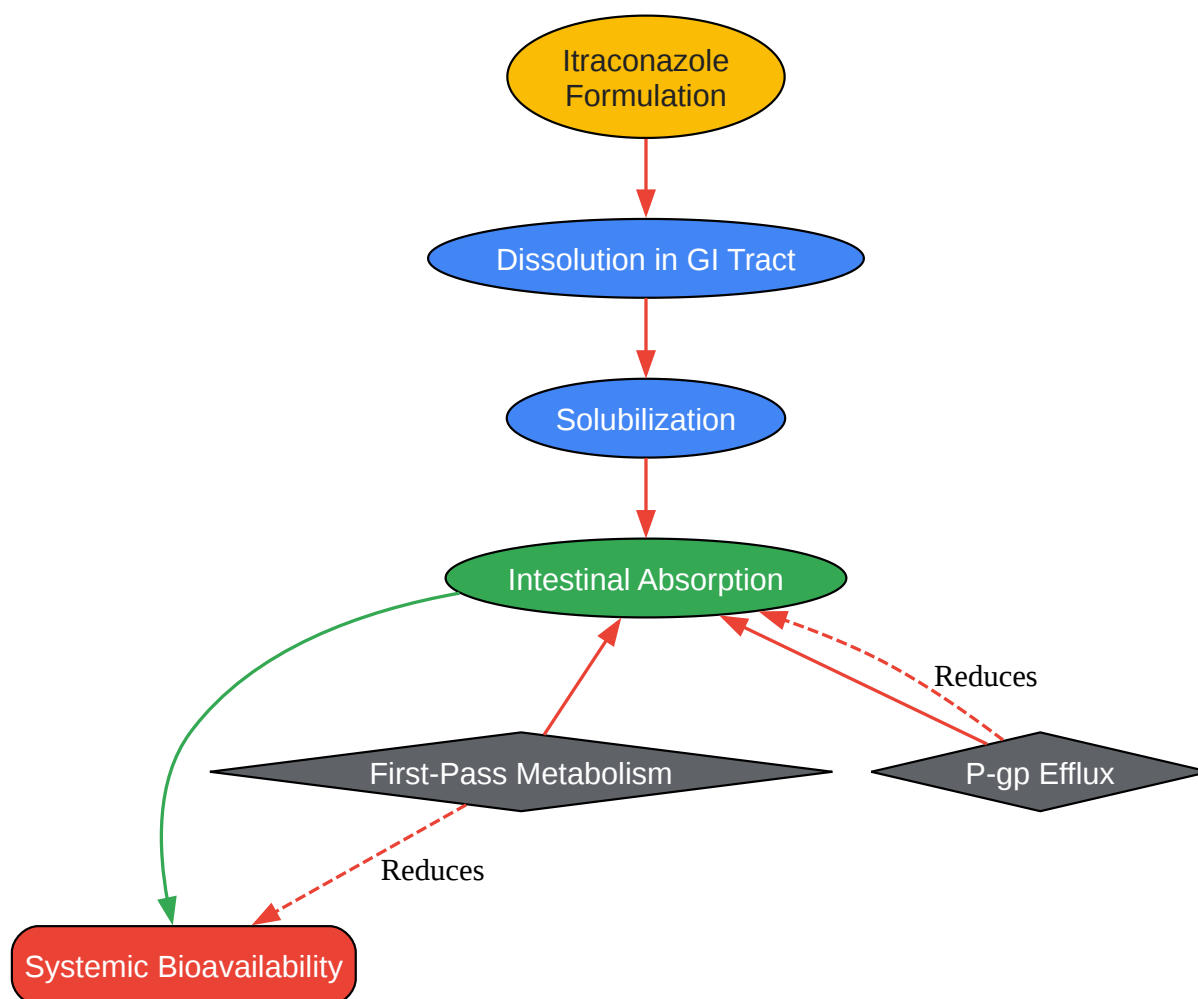 Itraconazole
Formulation
Dissolution in GI Tract
Solubilization
Intestinal Absorption
Reduces
First-Pass Metabolism
P-gp Efflux
Reduces
Systemic Bioavailability